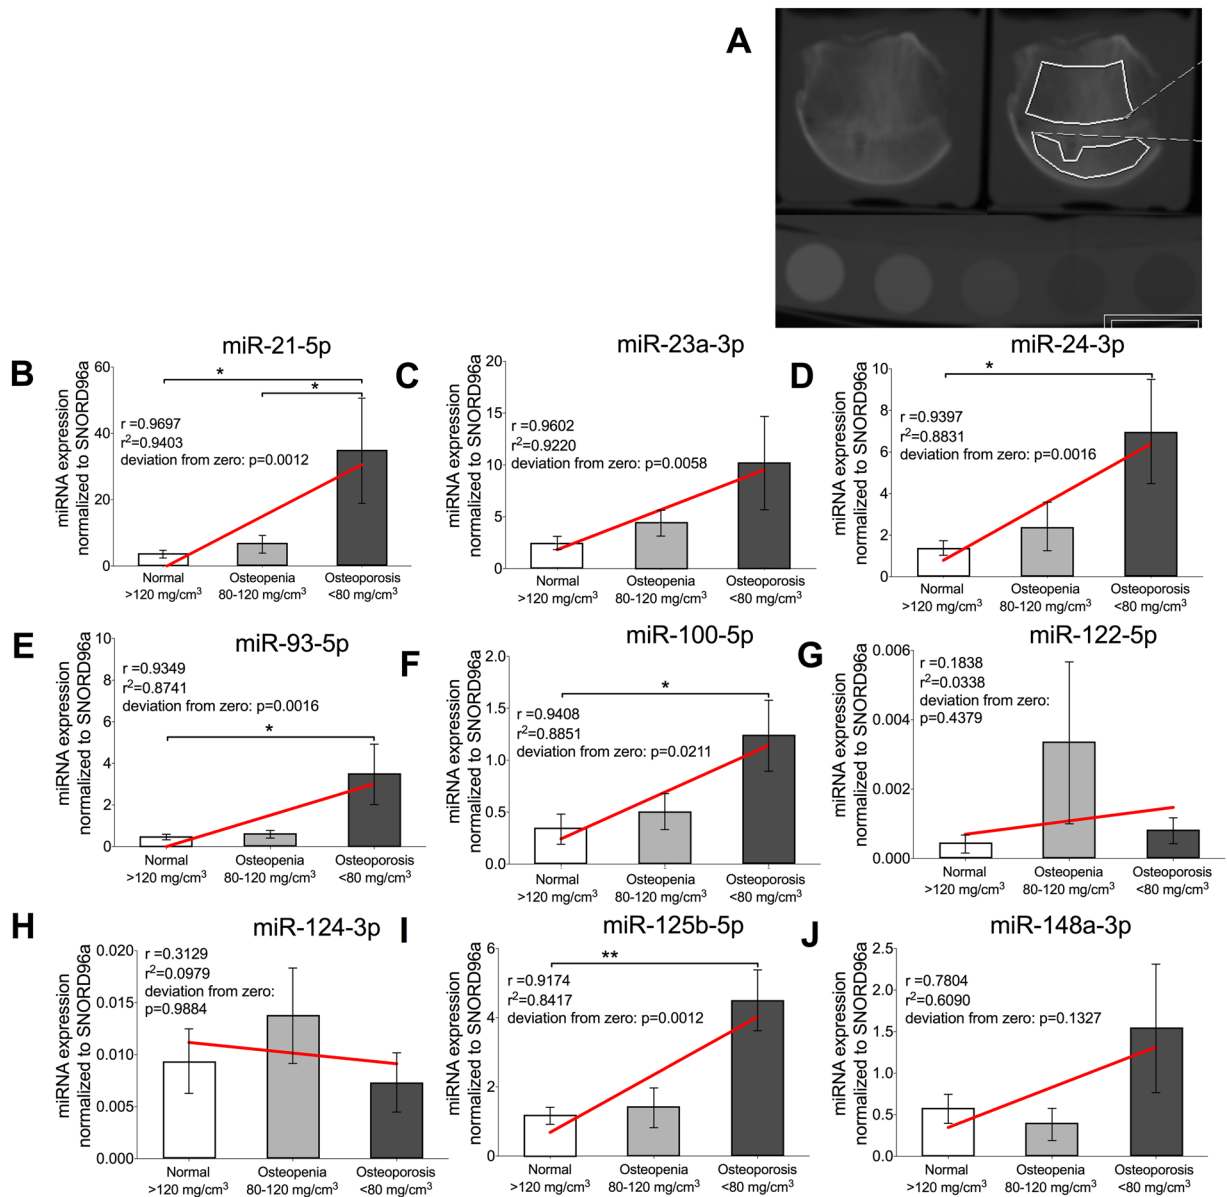 A
B
miR-21-5p
miRNA expression
normalized to SNORD96a
60
40
20
0
*
*
r =0.9697
r²=0.9403
deviation from zero: p=0.0012
Normal
>120 mg/cm³
Osteopenia
80-120 mg/cm³
Osteoporosis
<80 mg/cm³
C
miR-23a-3p
miRNA expression
normalized to SNORD96a
20
15
10
5
0
r =0.9602
r²=0.9220
deviation from zero: p=0.0058
Normal
>120 mg/cm³
Osteopenia
80-120 mg/cm³
Osteoporosis
<80 mg/cm³
D
miR-24-3p
miRNA expression
normalized to SNORD96a
10
8
6
4
2
0
*
r =0.9397
r²=0.8831
deviation from zero: p=0.0016
Normal
>120 mg/cm³
Osteopenia
80-120 mg/cm³
Osteoporosis
<80 mg/cm³
E
miR-93-5p
miRNA expression
normalized to SNORD96a
10
8
6
4
2
0
r =0.9349
r²=0.8741
deviation from zero: p=0.0016
*
Normal
>120 mg/cm³
Osteopenia
80-120 mg/cm³
Osteoporosis
<80 mg/cm³
F
miR-100-5p
miRNA expression
normalized to SNORD96a
2.0
1.5
1.0
0.5
0.0
*
r =0.9408
r²=0.8851
deviation from zero: p=0.0211
Normal
>120 mg/cm³
Osteopenia
80-120 mg/cm³
Osteoporosis
<80 mg/cm³
G
miR-122-5p
miRNA expression
normalized to SNORD96a
0.006
0.004
0.002
0.000
r =0.1838
r²=0.0338
deviation from zero:
p=0.4379
Normal
>120 mg/cm³
Osteopenia
80-120 mg/cm³
Osteoporosis
<80 mg/cm³
H
miR-124-3p
miRNA expression
normalized to SNORD96a
0.020
0.015
0.010
0.005
0.000
r =0.3129
r²=0.0979
deviation from zero:
p=0.9884
Normal
>120 mg/cm³
Osteopenia
80-120 mg/cm³
Osteoporosis
<80 mg/cm³
I
miR-125b-5p
miRNA expression
normalized to SNORD96a
6
4
2
0
**
r =0.9174
r²=0.8417
deviation from zero: p=0.0012
Normal
>120 mg/cm³
Osteopenia
80-120 mg/cm³
Osteoporosis
<80 mg/cm³
J
miR-148a-3p
miRNA expression
normalized to SNORD96a
2.5
2.0
1.5
1.0
0.5
0.0
r =0.7804
r²=0.6090
deviation from zero: p=0.1327
Normal
>120 mg/cm³
Osteopenia
80-120 mg/cm³
Osteoporosis
<80 mg/cm³